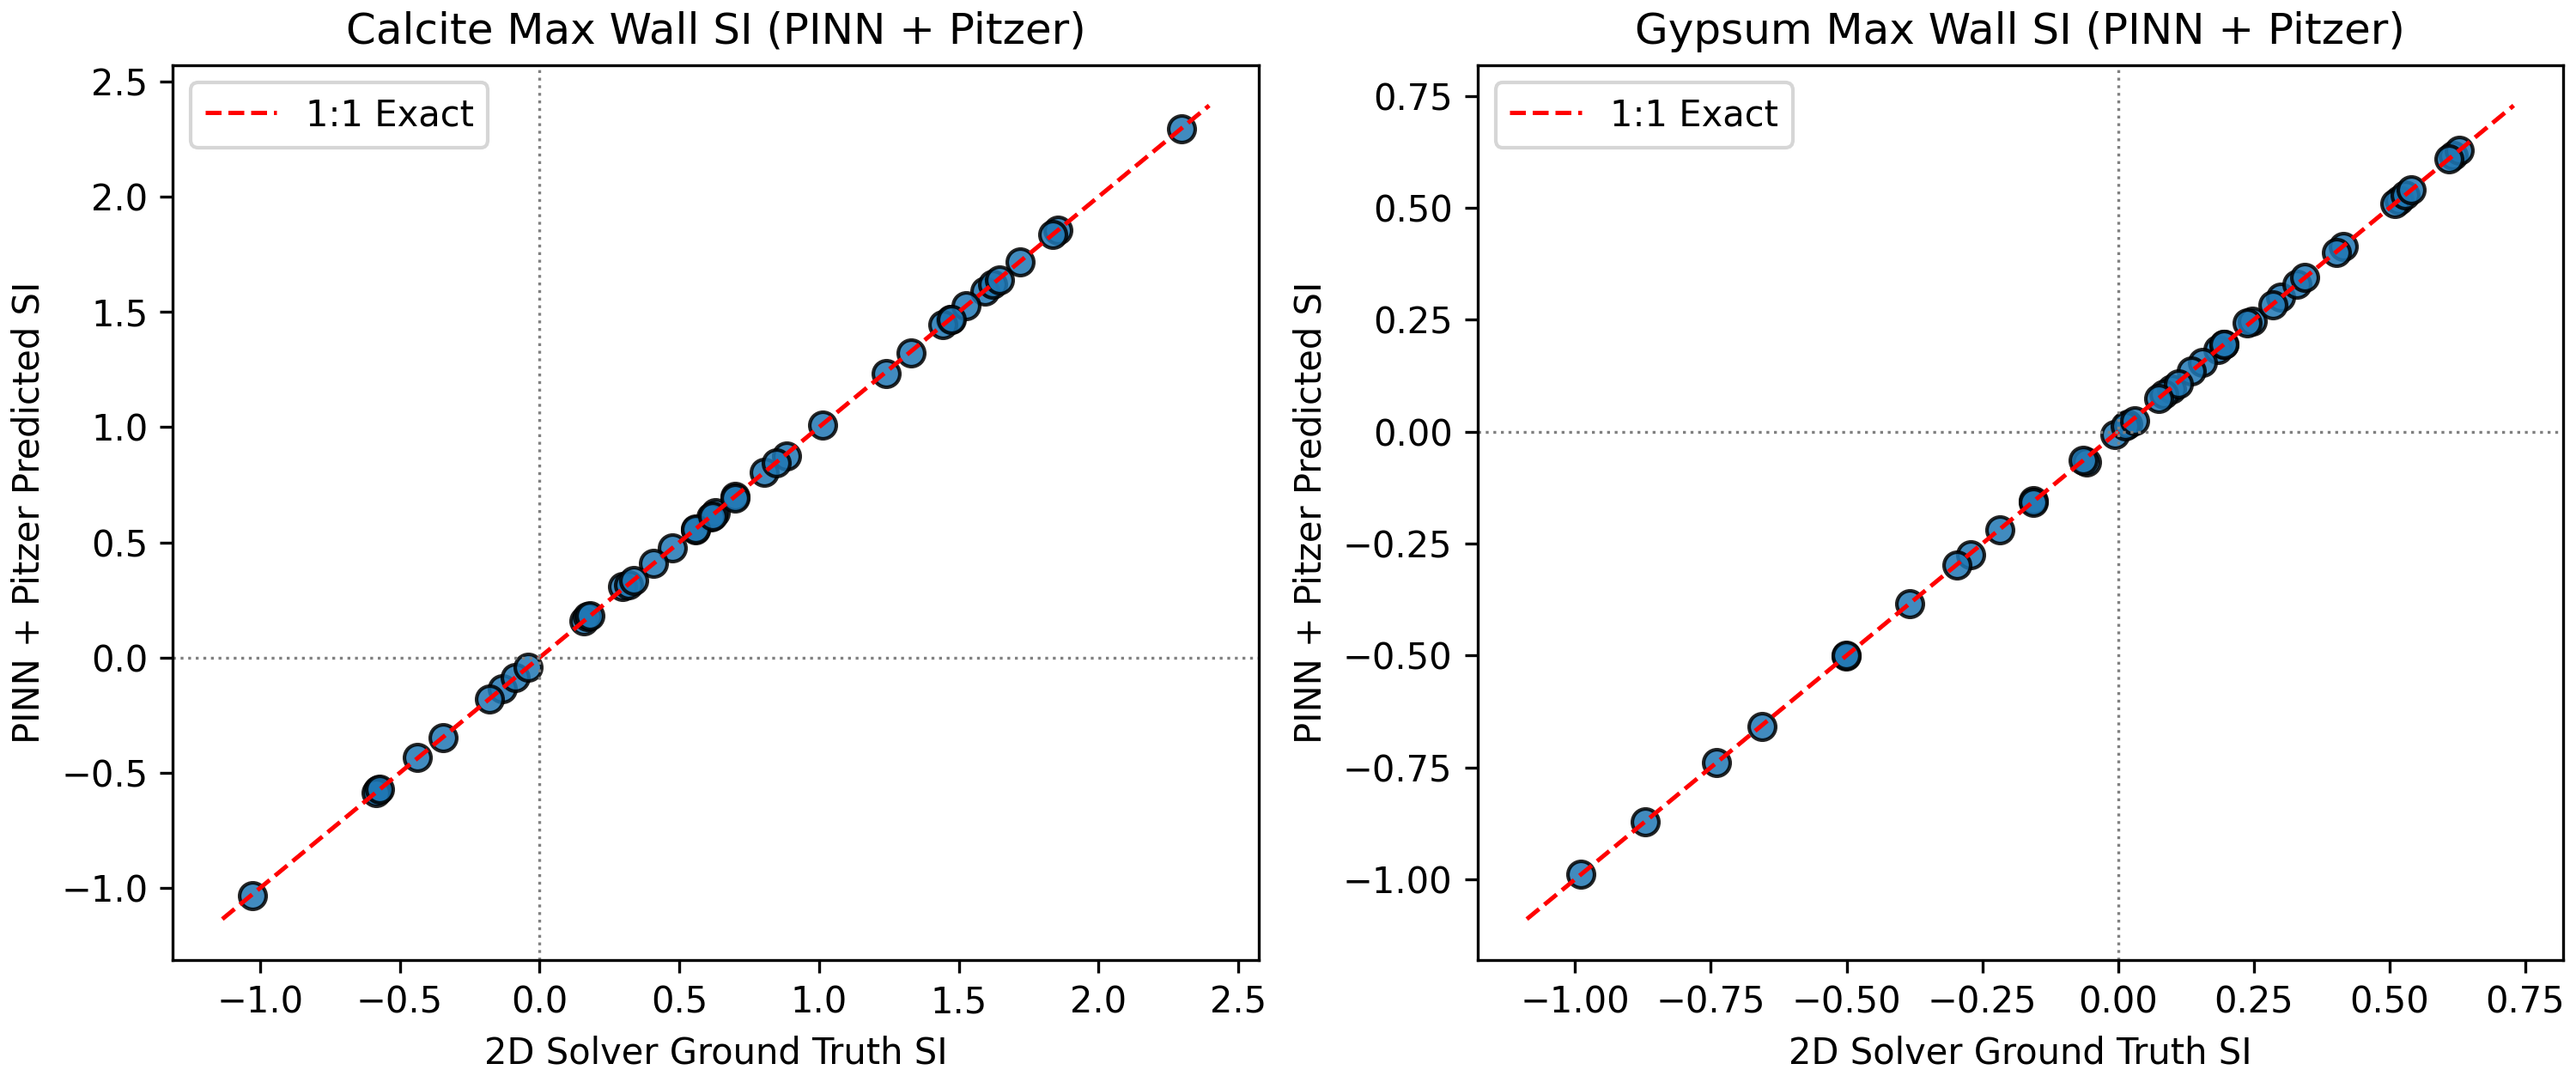 Calcite Max Wall SI (PINN + Pitzer)
1:1 Exact
PINN + Pitzer Predicted SI
2.5
2.0
1.5
1.0
0.5
0.0
−0.5
−1.0
−1.0 −0.5 0.0 0.5 1.0 1.5 2.0 2.5
2D Solver Ground Truth SI
Gypsum Max Wall SI (PINN + Pitzer)
1:1 Exact
PINN + Pitzer Predicted SI
0.75
0.50
0.25
0.00
−0.25
−0.50
−0.75
−1.00
−1.00 −0.75 −0.50 −0.25 0.00 0.25 0.50 0.75
2D Solver Ground Truth SI